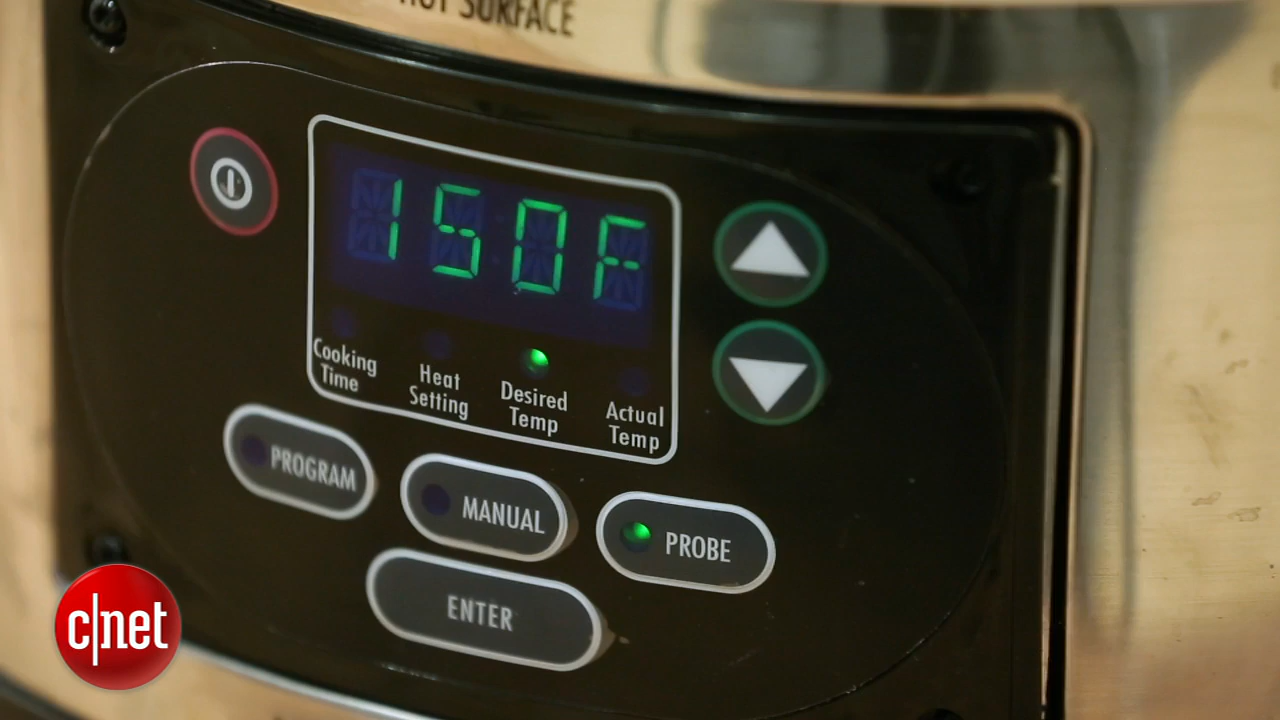 HOT SURFACE
150F
Cooking
Time
Heat
Setting
Desired
Temp
Actual
Temp
PROGRAM
MANUAL
PROBE
ENTER
c|net